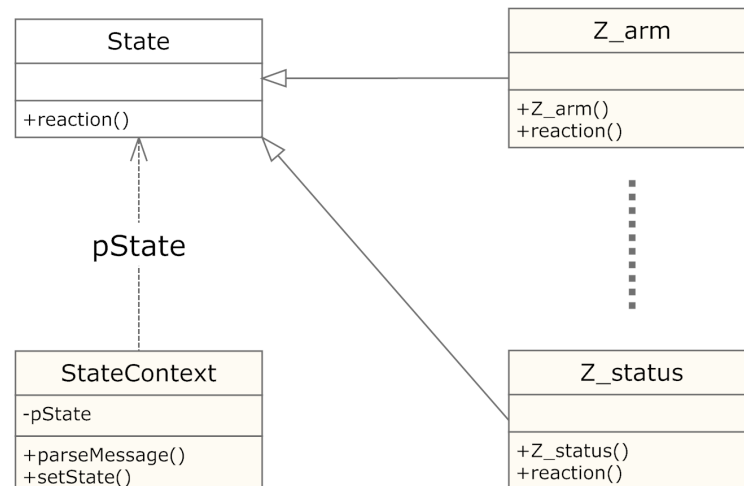 State
+reaction()
Z_arm
+Z_arm()
+reaction()
pState
StateContext
-pState
+parseMessage()
+setState()
Z_status
+Z_status()
+reaction()